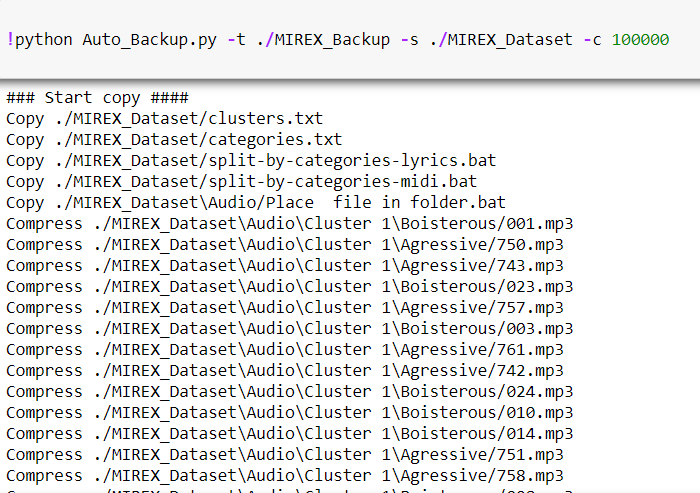 !python Auto_Backup.py -t ./MIREX_Backup -s ./MIREX_Dataset -c 100000
### Start copy ####
Copy ./MIREX_Dataset/clusters.txt
Copy ./MIREX_Dataset/categories.txt
Copy ./MIREX_Dataset/split-by-categories-lyrics.bat
Copy ./MIREX_Dataset/split-by-categories-midi.bat
Copy ./MIREX_Dataset\Audio/Place  file in folder.bat
Compress ./MIREX_Dataset\Audio\Cluster 1\Boisterous/001.mp3
Compress ./MIREX_Dataset\Audio\Cluster 1\Agressive/750.mp3
Compress ./MIREX_Dataset\Audio\Cluster 1\Agressive/743.mp3
Compress ./MIREX_Dataset\Audio\Cluster 1\Boisterous/023.mp3
Compress ./MIREX_Dataset\Audio\Cluster 1\Agressive/757.mp3
Compress ./MIREX_Dataset\Audio\Cluster 1\Boisterous/003.mp3
Compress ./MIREX_Dataset\Audio\Cluster 1\Agressive/761.mp3
Compress ./MIREX_Dataset\Audio\Cluster 1\Agressive/742.mp3
Compress ./MIREX_Dataset\Audio\Cluster 1\Boisterous/024.mp3
Compress ./MIREX_Dataset\Audio\Cluster 1\Boisterous/010.mp3
Compress ./MIREX_Dataset\Audio\Cluster 1\Boisterous/014.mp3
Compress ./MIREX_Dataset\Audio\Cluster 1\Agressive/751.mp3
Compress ./MIREX_Dataset\Audio\Cluster 1\Agressive/758.mp3